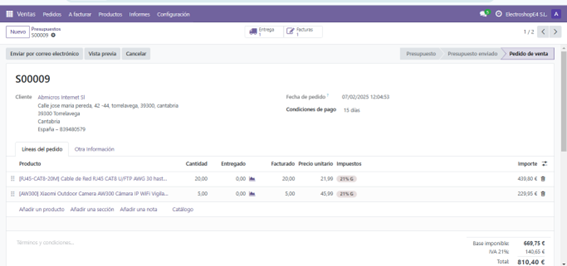 Ventas Pedidos A facturar Productos Informes Configuración ElectroshopE4 S.L. A
Nuevo Presupuestos S00009 Entrega 1 Facturas 1 1 / 2
Enviar por correo electrónico Vista previa Cancelar Presupuesto Presupuesto enviado Pedido de venta
S00009
Cliente Abmicros Internet Sl Fecha de pedido ? 07/02/2025 12:04:53
Calle jose maria pereda, 42 -44, torrelavega, 39300, cantabria Condiciones de pago 15 días
39300 Torrelavega
Cantabria
España – B39480579
Líneas del pedido Otra información
Producto Cantidad Entregado Facturado Precio unitario Impuestos Importe
[RJ45-CAT8-20M] Cable de Red RJ45 CAT8 U/FTP AWG 30 hast... 20,00 0,00 20,00 21,99 21% G 439,80 €
[AW300] Xiaomi Outdoor Camera AW300 Cámara IP WiFi Vigila... 5,00 0,00 5,00 45,99 21% G 229,95 €
Añadir un producto Añadir una sección Añadir una nota Catálogo
Términos y condiciones... Base imponible: 669,75 €
IVA 21%: 140,65 €
Total: 810,40 €